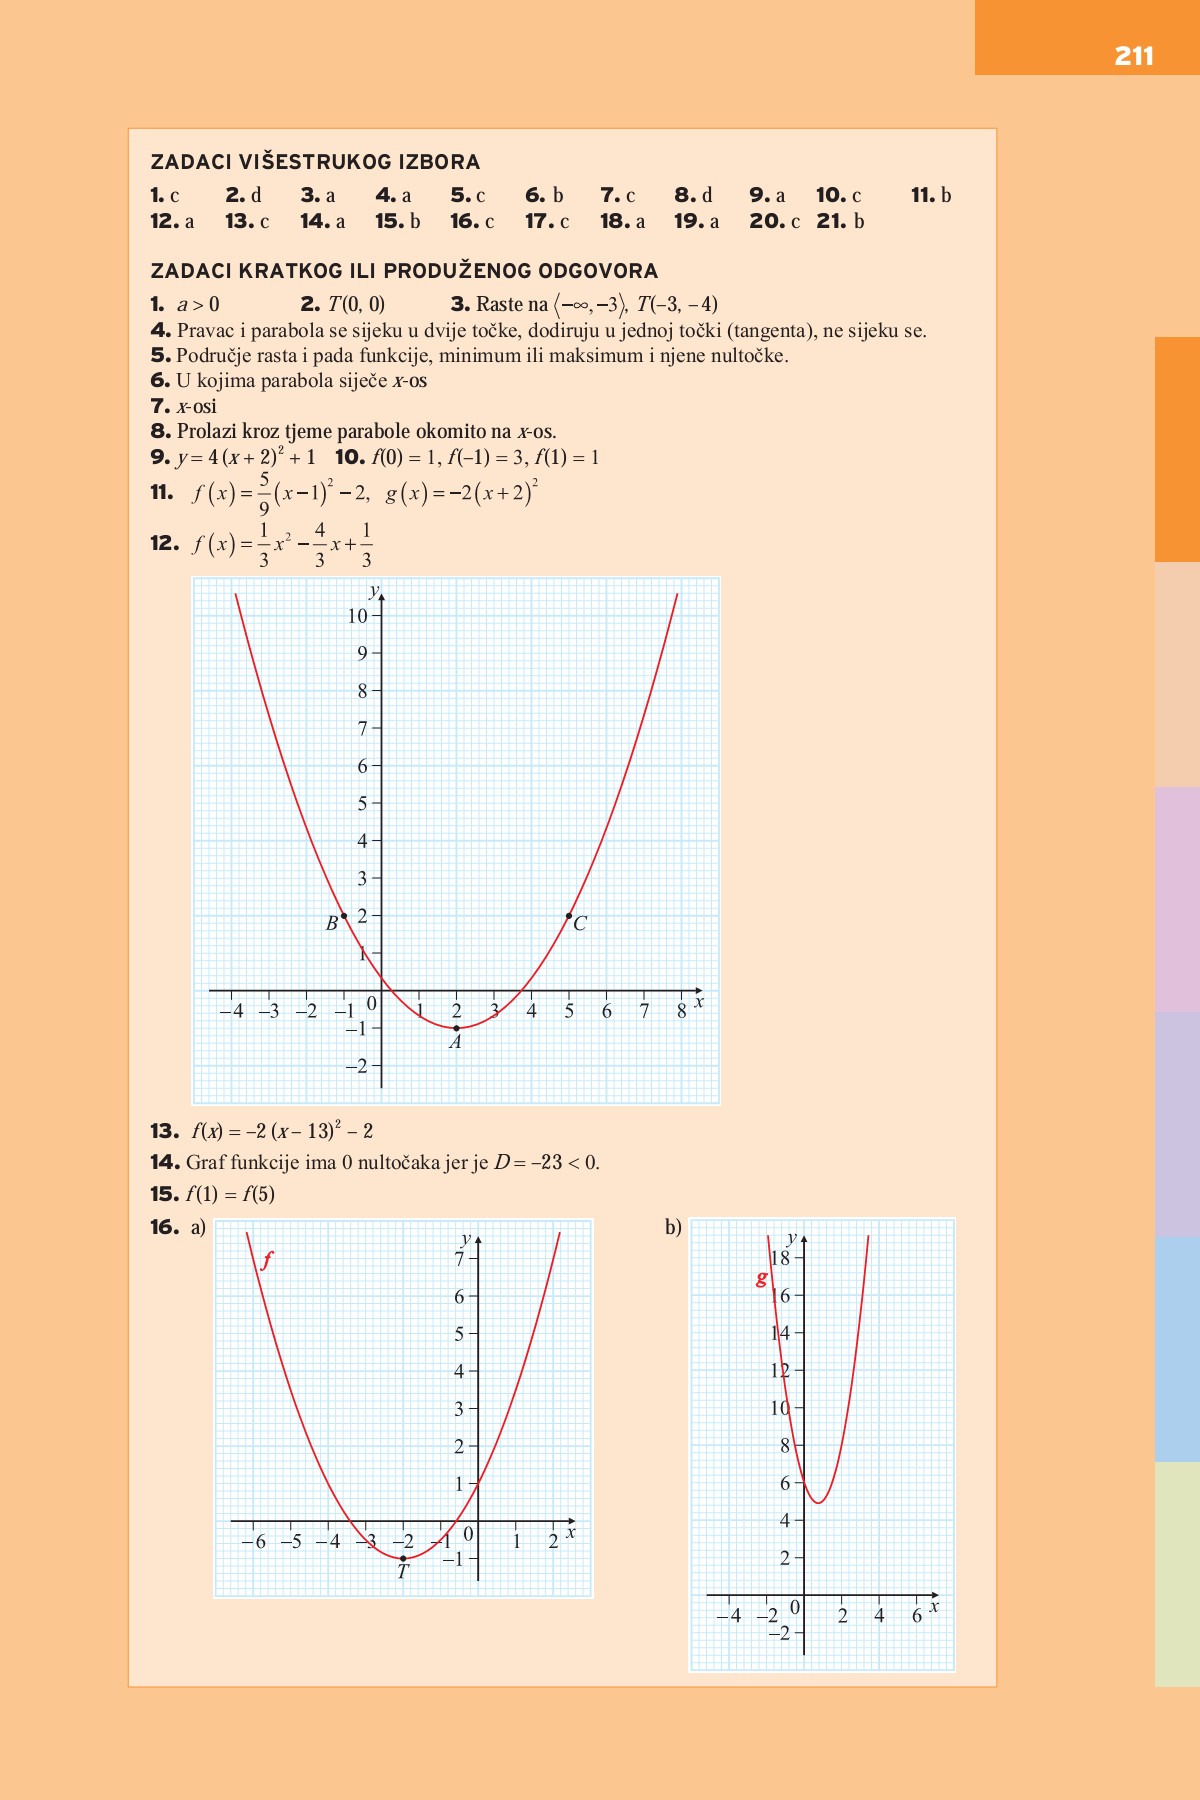 211
ZADACI VIŠESTRUKOG IZBORA
1. c 2. d 3. a 4. a 5. c 6. b 7. c 8. d 9. a 10. c 11. b
12. a 13. c 14. a 15. b 16. c 17. c 18. a 19. a 20. c 21. b
ZADACI KRATKOG ILI PRODUŽENOG ODGOVORA
1. a > 0 2. T(0, 0) 3. Raste na ⟨−∞, −3⟩, T(−3, −4)
4. Pravac i parabola se sijeku u dvije točke, dodiruju u jednoj točki (tangenta), ne sijeku se.
5. Područje rasta i pada funkcije, minimum ili maksimum i njene nultočke.
6. U kojima parabola siječe x-os
7. x-osi
8. Prolazi kroz tjeme parabole okomito na x-os.
9. y = 4 (x + 2)² + 1 10. f(0) = 1, f(−1) = 3, f(1) = 1
11. f(x) = 5/9 (x − 1)² − 2, g(x) = −2(x + 2)²
12. f(x) = 1/3 x² − 4/3 x + 1/3
y
10
9
8
7
6
5
4
3
B 2 C
1
−4 −3 −2 −1 0 1 2 3 4 5 6 7 8 x
−1
A
−2
13. f(x) = −2 (x − 13)² − 2
14. Graf funkcije ima 0 nultočaka jer je D = −23 < 0.
15. f(1) = f(5)
16. a)
y
f
7
6
5
4
3
2
1
−6 −5 −4 −3 −2 −1 0 1 2 x
−1
T
b)
y
18
g
16
14
12
10
8
6
4
2
−4 −2 0 2 4 6 x
−2